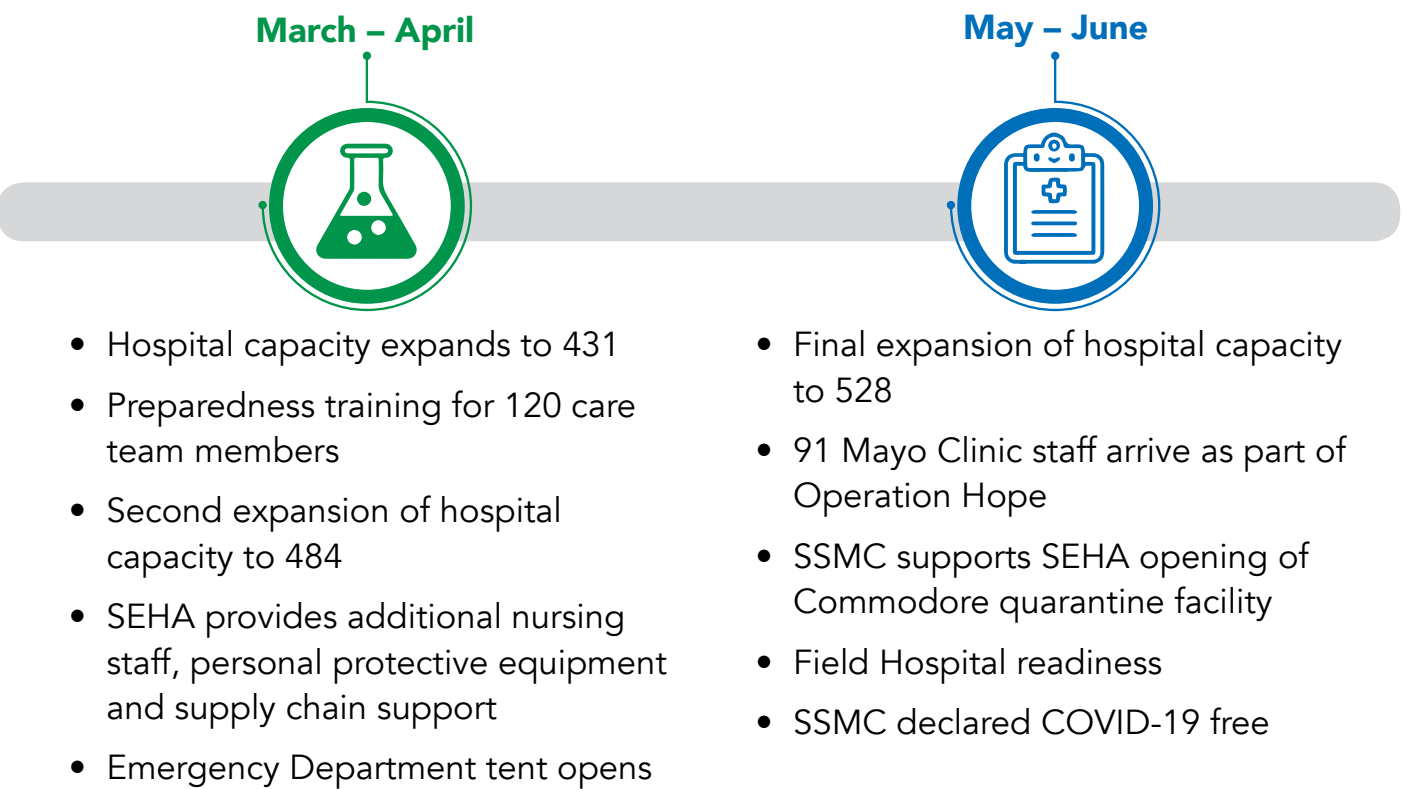 March – April
• Hospital capacity expands to 431
• Preparedness training for 120 care
team members
• Second expansion of hospital
capacity to 484
• SEHA provides additional nursing
staff, personal protective equipment
and supply chain support
• Emergency Department tent opens
May – June
• Final expansion of hospital capacity
to 528
• 91 Mayo Clinic staff arrive as part of
Operation Hope
• SSMC supports SEHA opening of
Commodore quarantine facility
• Field Hospital readiness
• SSMC declared COVID-19 free